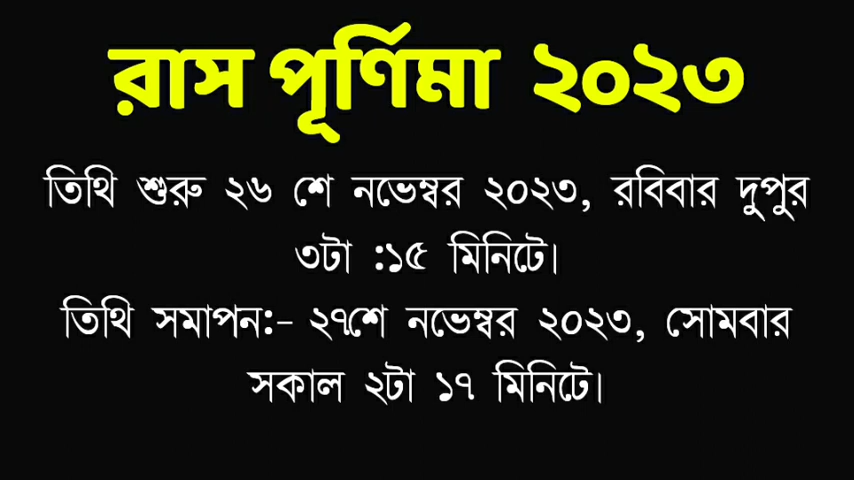 রাস পূর্ণিমা ২০২৩
তিথি শুরু ২৬ শে নভেম্বর ২০২৩, রবিবার দুপুর
৩টা :১৫ মিনিটে।
তিথি সমাপন:- ২৭শে নভেম্বর ২০২৩, সোমবার
সকাল ২টা ১৭ মিনিটে।